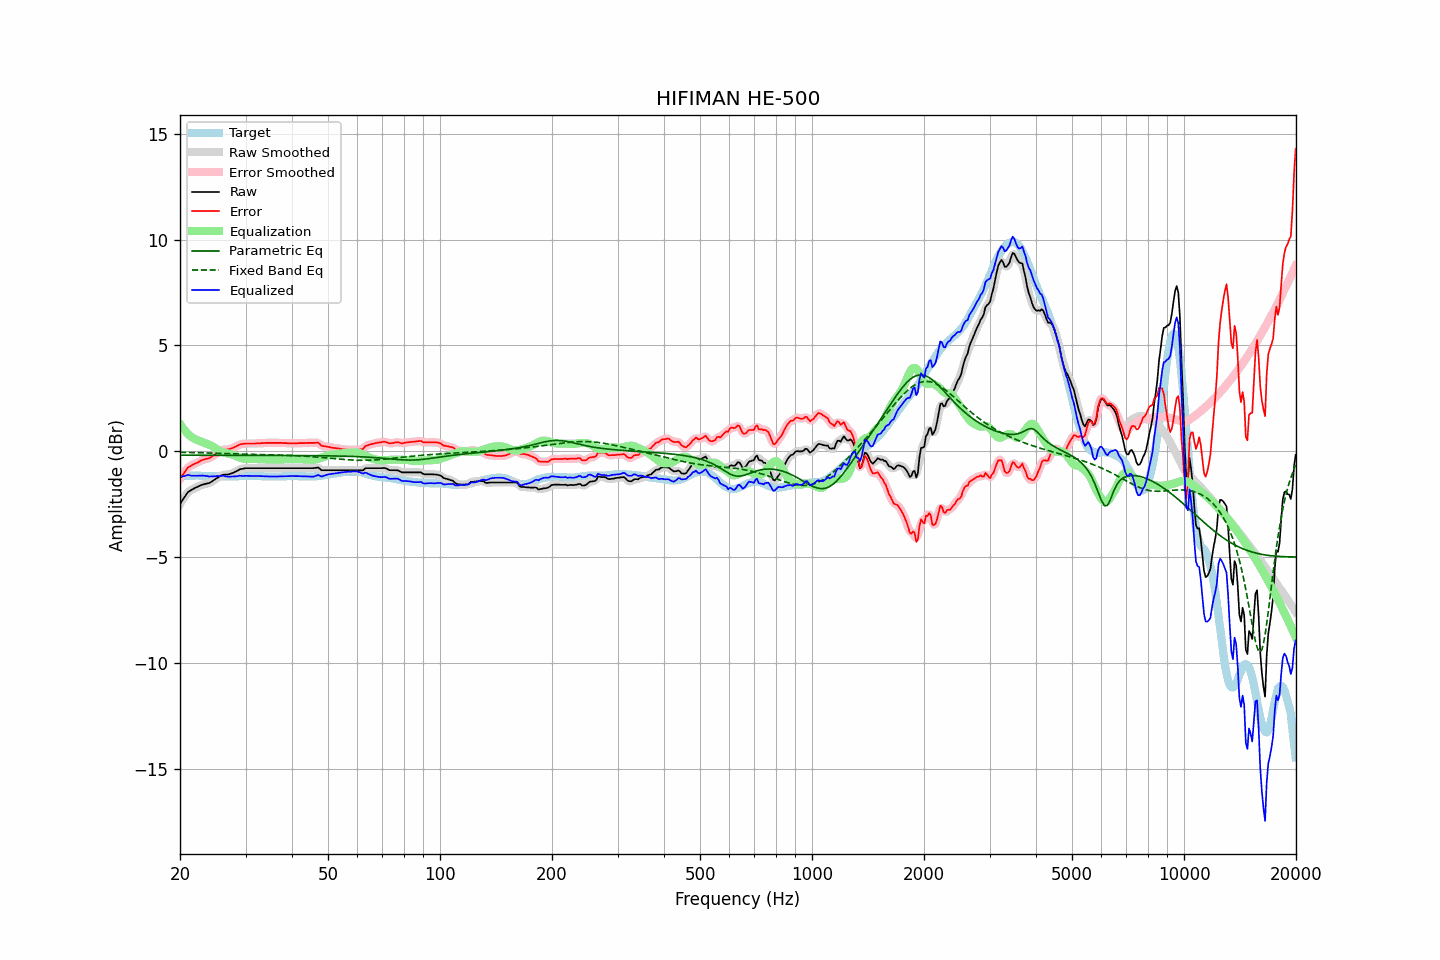 HIFIMAN HE-500
Target
Raw Smoothed
Error Smoothed
Raw
Error
Equalization
Parametric Eq
Fixed Band Eq
Equalized
15
10
5
0
−5
−10
−15
Amplitude (dBr)
20 50 100 200 500 1000 2000 5000 10000 20000
Frequency (Hz)